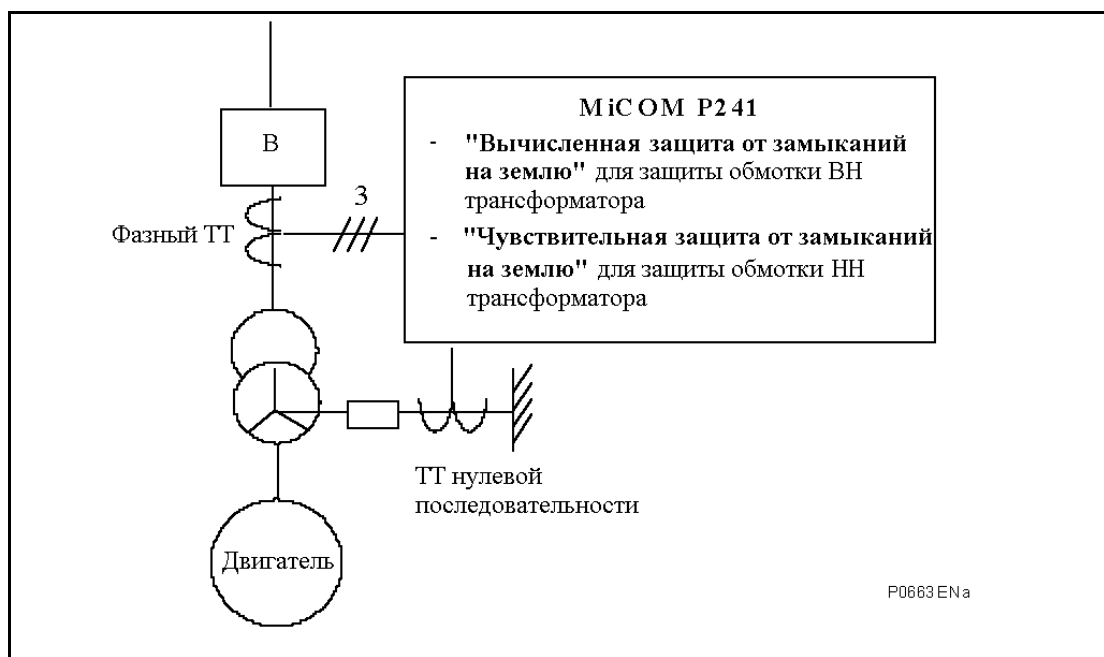 MiCOM P241
- "Вычисленная защита от замыканий
на землю" для защиты обмотки ВН
трансформатора
- "Чувствительная защита от замыканий
на землю" для защиты обмотки НН
трансформатора
В
3
Фазный ТТ
ТТ нулевой
последовательности
Двигатель
P0663ENa